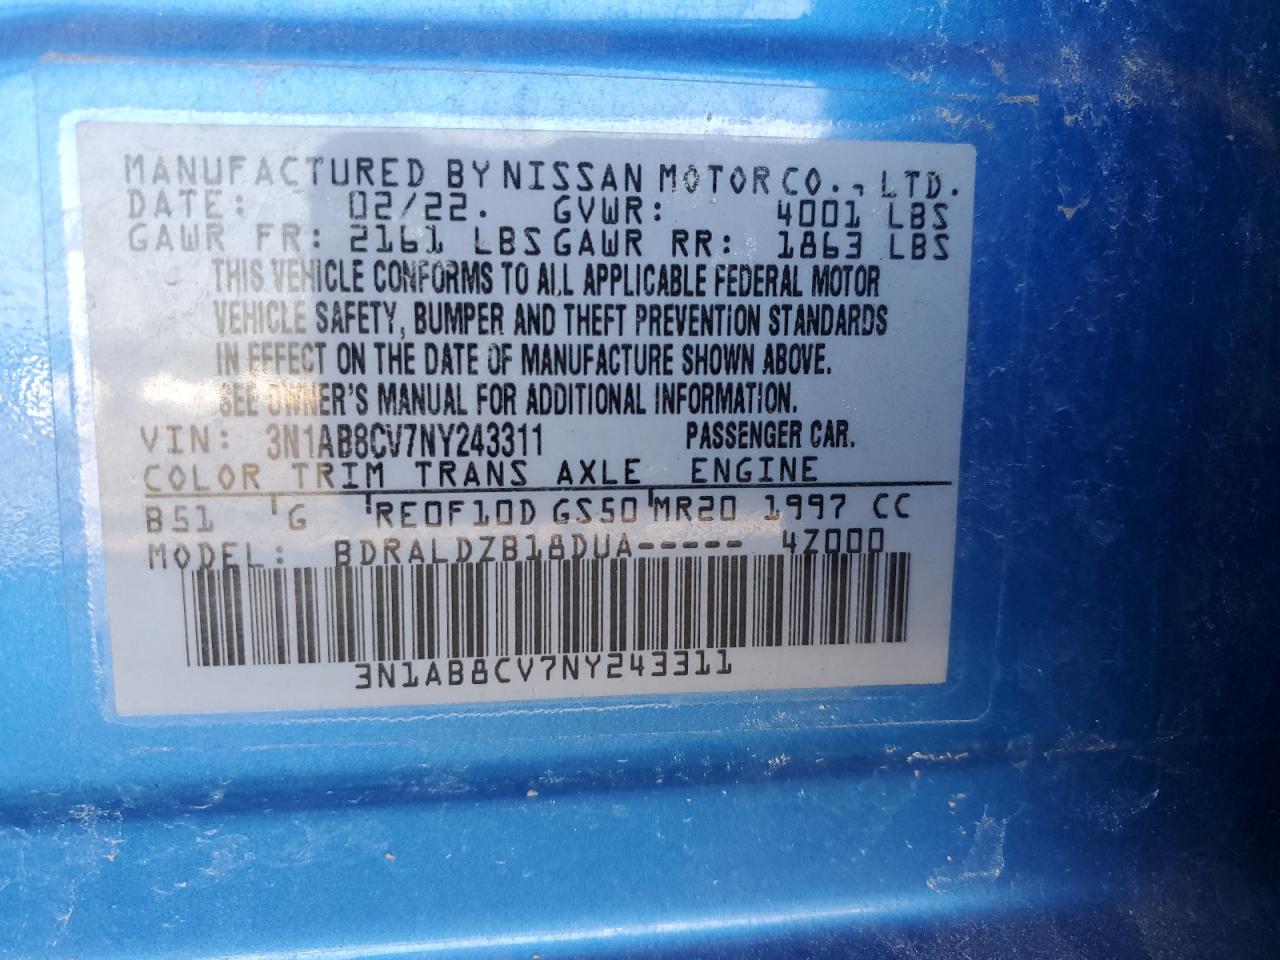 MANUFACTURED BY NISSAN MOTOR CO., LTD.
DATE: 02/22. GVWR: 4001 LBS
GAWR FR: 2161 LBS GAWR RR: 1863 LBS
THIS VEHICLE CONFORMS TO ALL APPLICABLE FEDERAL MOTOR
VEHICLE SAFETY, BUMPER AND THEFT PREVENTION STANDARDS
IN EFFECT ON THE DATE OF MANUFACTURE SHOWN ABOVE.
SEE OWNER'S MANUAL FOR ADDITIONAL INFORMATION.
VIN: 3N1AB8CV7NY243311 PASSENGER CAR.
COLOR TRIM TRANS AXLE ENGINE
B51 G RE0F10D GS50 MR20 1997 CC
MODEL: BDRALDZB18DUA----- 4Z000
3N1AB8CV7NY243311